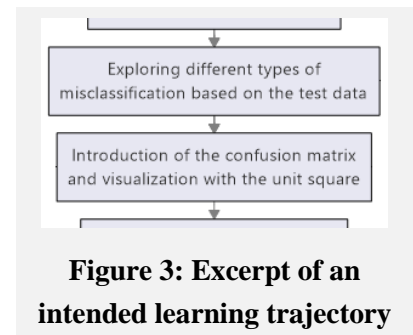 Exploring different types of
misclassification based on the test data
Introduction of the confusion matrix
and visualization with the unit square
Figure 3: Excerpt of an
intended learning trajectory